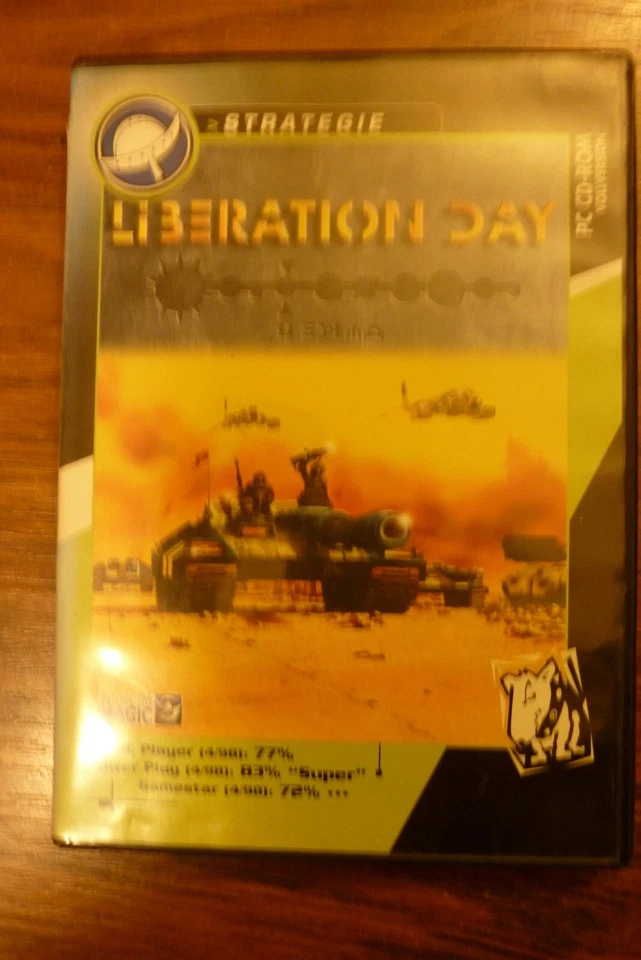 >STRATEGIE
LIBERATION DAY
PC CD-ROM
VOLLVERSION
MAGIC
Player (4/98): 77%
Play (4/98): 83% "Super"
Gamestar (4/98): 72% ***